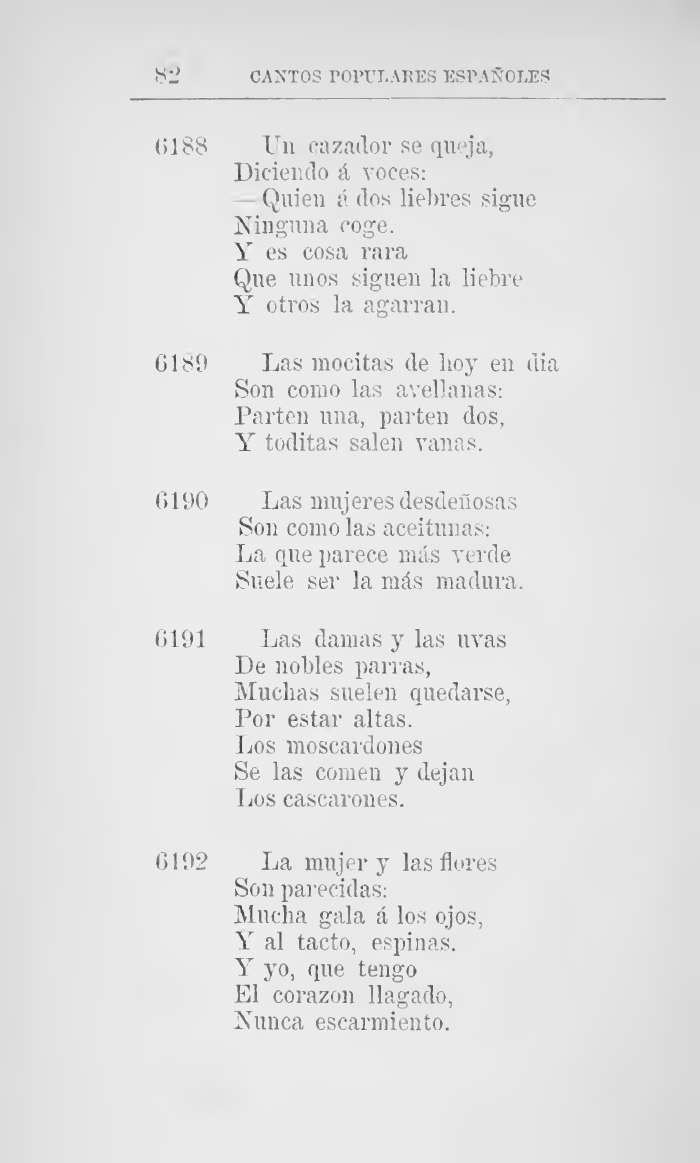 82 CANTOS POPULARES ESPAÑOLES
6188 Un cazador se queja,
Diciendo á voces:
—Quien á dos liebres sigue
Ninguna coge.
Y es cosa rara
Que unos siguen la liebre
Y otros la agarran.
6189 Las mocitas de hoy en dia
Son como las avellanas:
Parten una, parten dos,
Y toditas salen vanas.
6190 Las mujeres desdeñosas
Son como las aceitunas:
La que parece más verde
Suele ser la más madura.
6191 Las damas y las uvas
De nobles parras,
Muchas suelen quedarse,
Por estar altas.
Los moscardones
Se las comen y dejan
Los cascarones.
6192 La mujer y las flores
Son parecidas:
Mucha gala á los ojos,
Y al tacto, espinas.
Y yo, que tengo
El corazon llagado,
Nunca escarmiento.